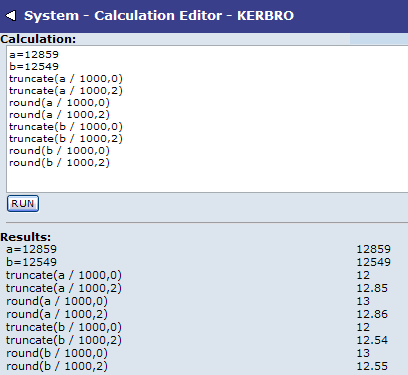 System - Calculation Editor - KERBRO
Calculation:
a=12859
b=12549
truncate(a / 1000,0)
truncate(a / 1000,2)
round(a / 1000,0)
round(a / 1000,2)
truncate(b / 1000,0)
truncate(b / 1000,2)
round(b / 1000,0)
round(b / 1000,2)
RUN
Results:
a=12859 12859
b=12549 12549
truncate(a / 1000,0) 12
truncate(a / 1000,2) 12.85
round(a / 1000,0) 13
round(a / 1000,2) 12.86
truncate(b / 1000,0) 12
truncate(b / 1000,2) 12.54
round(b / 1000,0) 13
round(b / 1000,2) 12.55